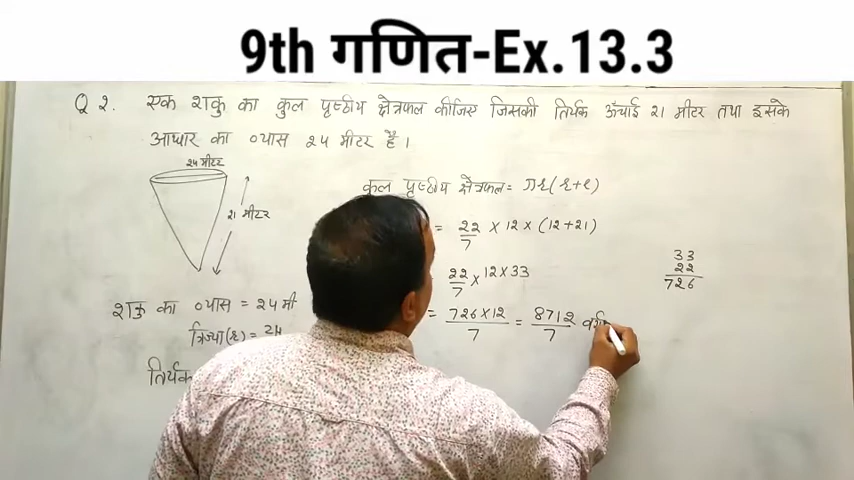 9th गणित-Ex.13.3
Q 2. एक शंकु का कुल पृष्ठीय क्षेत्रफल कीजिए जिसकी तिर्यक ऊँचाई 21 मीटर तथा इसके
आधार का व्यास 24 मीटर है।
24 मीटर
21 मीटर
कुल पृष्ठीय क्षेत्रफल = πr(r+l)
= 22/7 × 12 × (12+21)
22/7 × 12×33
= 726×12/7 = 8712/7 वर्ग
33
22
726
शंकु का व्यास = 24 मी
त्रिज्या (r) = 24
तिर्यक